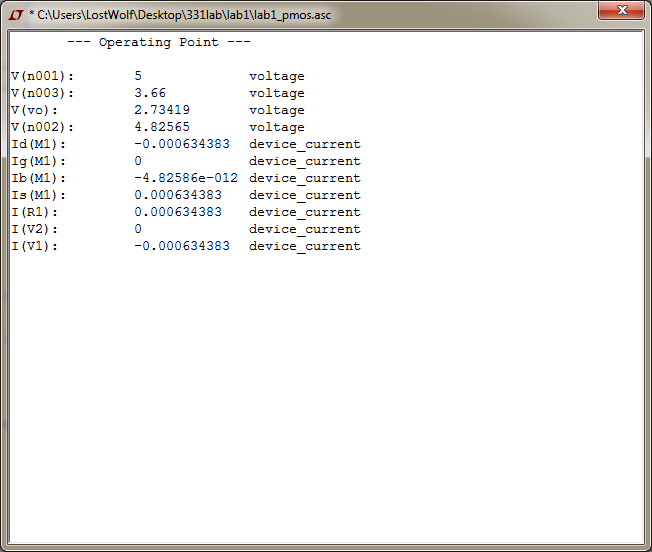 * C:\Users\LostWolf\Desktop\331lab\lab1\lab1_pmos.asc
--- Operating Point ---
V(n001): 5 voltage
V(n003): 3.66 voltage
V(vo): 2.73419 voltage
V(n002): 4.82565 voltage
Id(M1): -0.000634383 device_current
Ig(M1): 0 device_current
Ib(M1): -4.82586e-012 device_current
Is(M1): 0.000634383 device_current
I(R1): 0.000634383 device_current
I(V2): 0 device_current
I(V1): -0.000634383 device_current